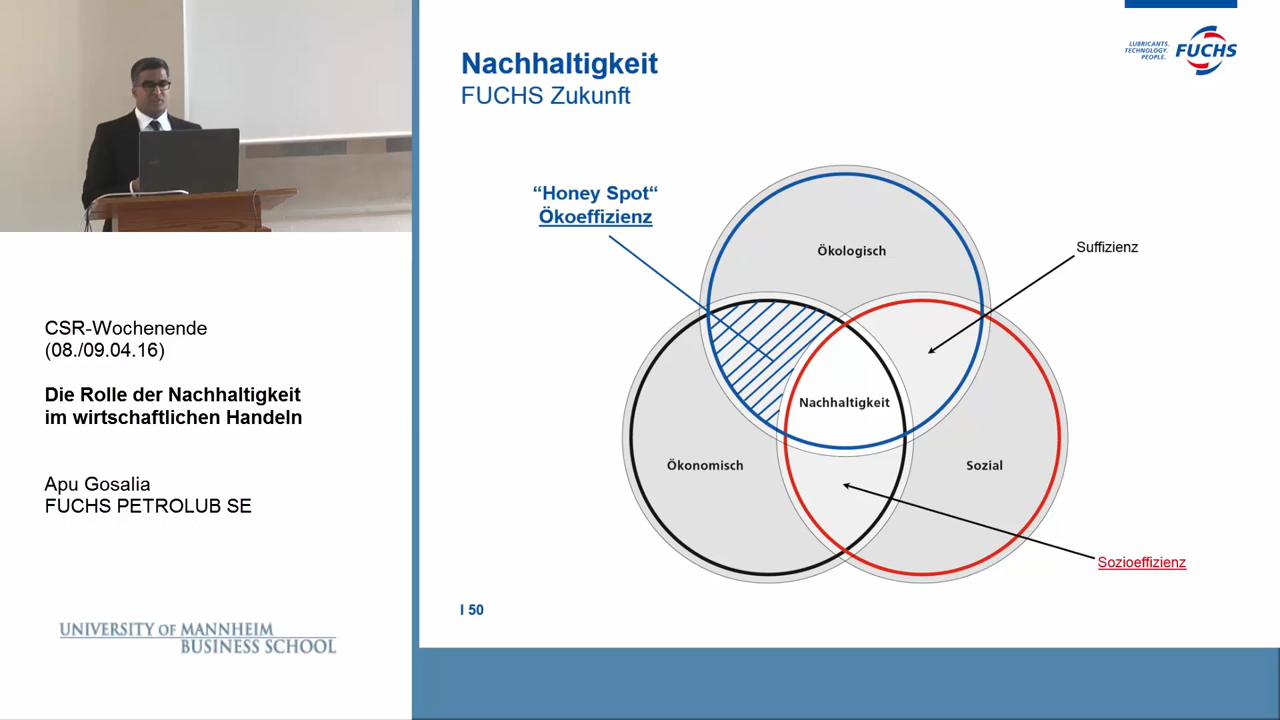 CSR-Wochenende
(08./09.04.16)
Die Rolle der Nachhaltigkeit
im wirtschaftlichen Handeln
Apu Gosalia
FUCHS PETROLUB SE
UNIVERSITY OF MANNHEIM
BUSINESS SCHOOL
Nachhaltigkeit
FUCHS Zukunft
LUBRICANTS.
TECHNOLOGY.
PEOPLE.
FUCHS
“Honey Spot“
Ökoeffizienz
Ökologisch
Suffizienz
Nachhaltigkeit
Ökonomisch
Sozial
Sozioeffizienz
I 50